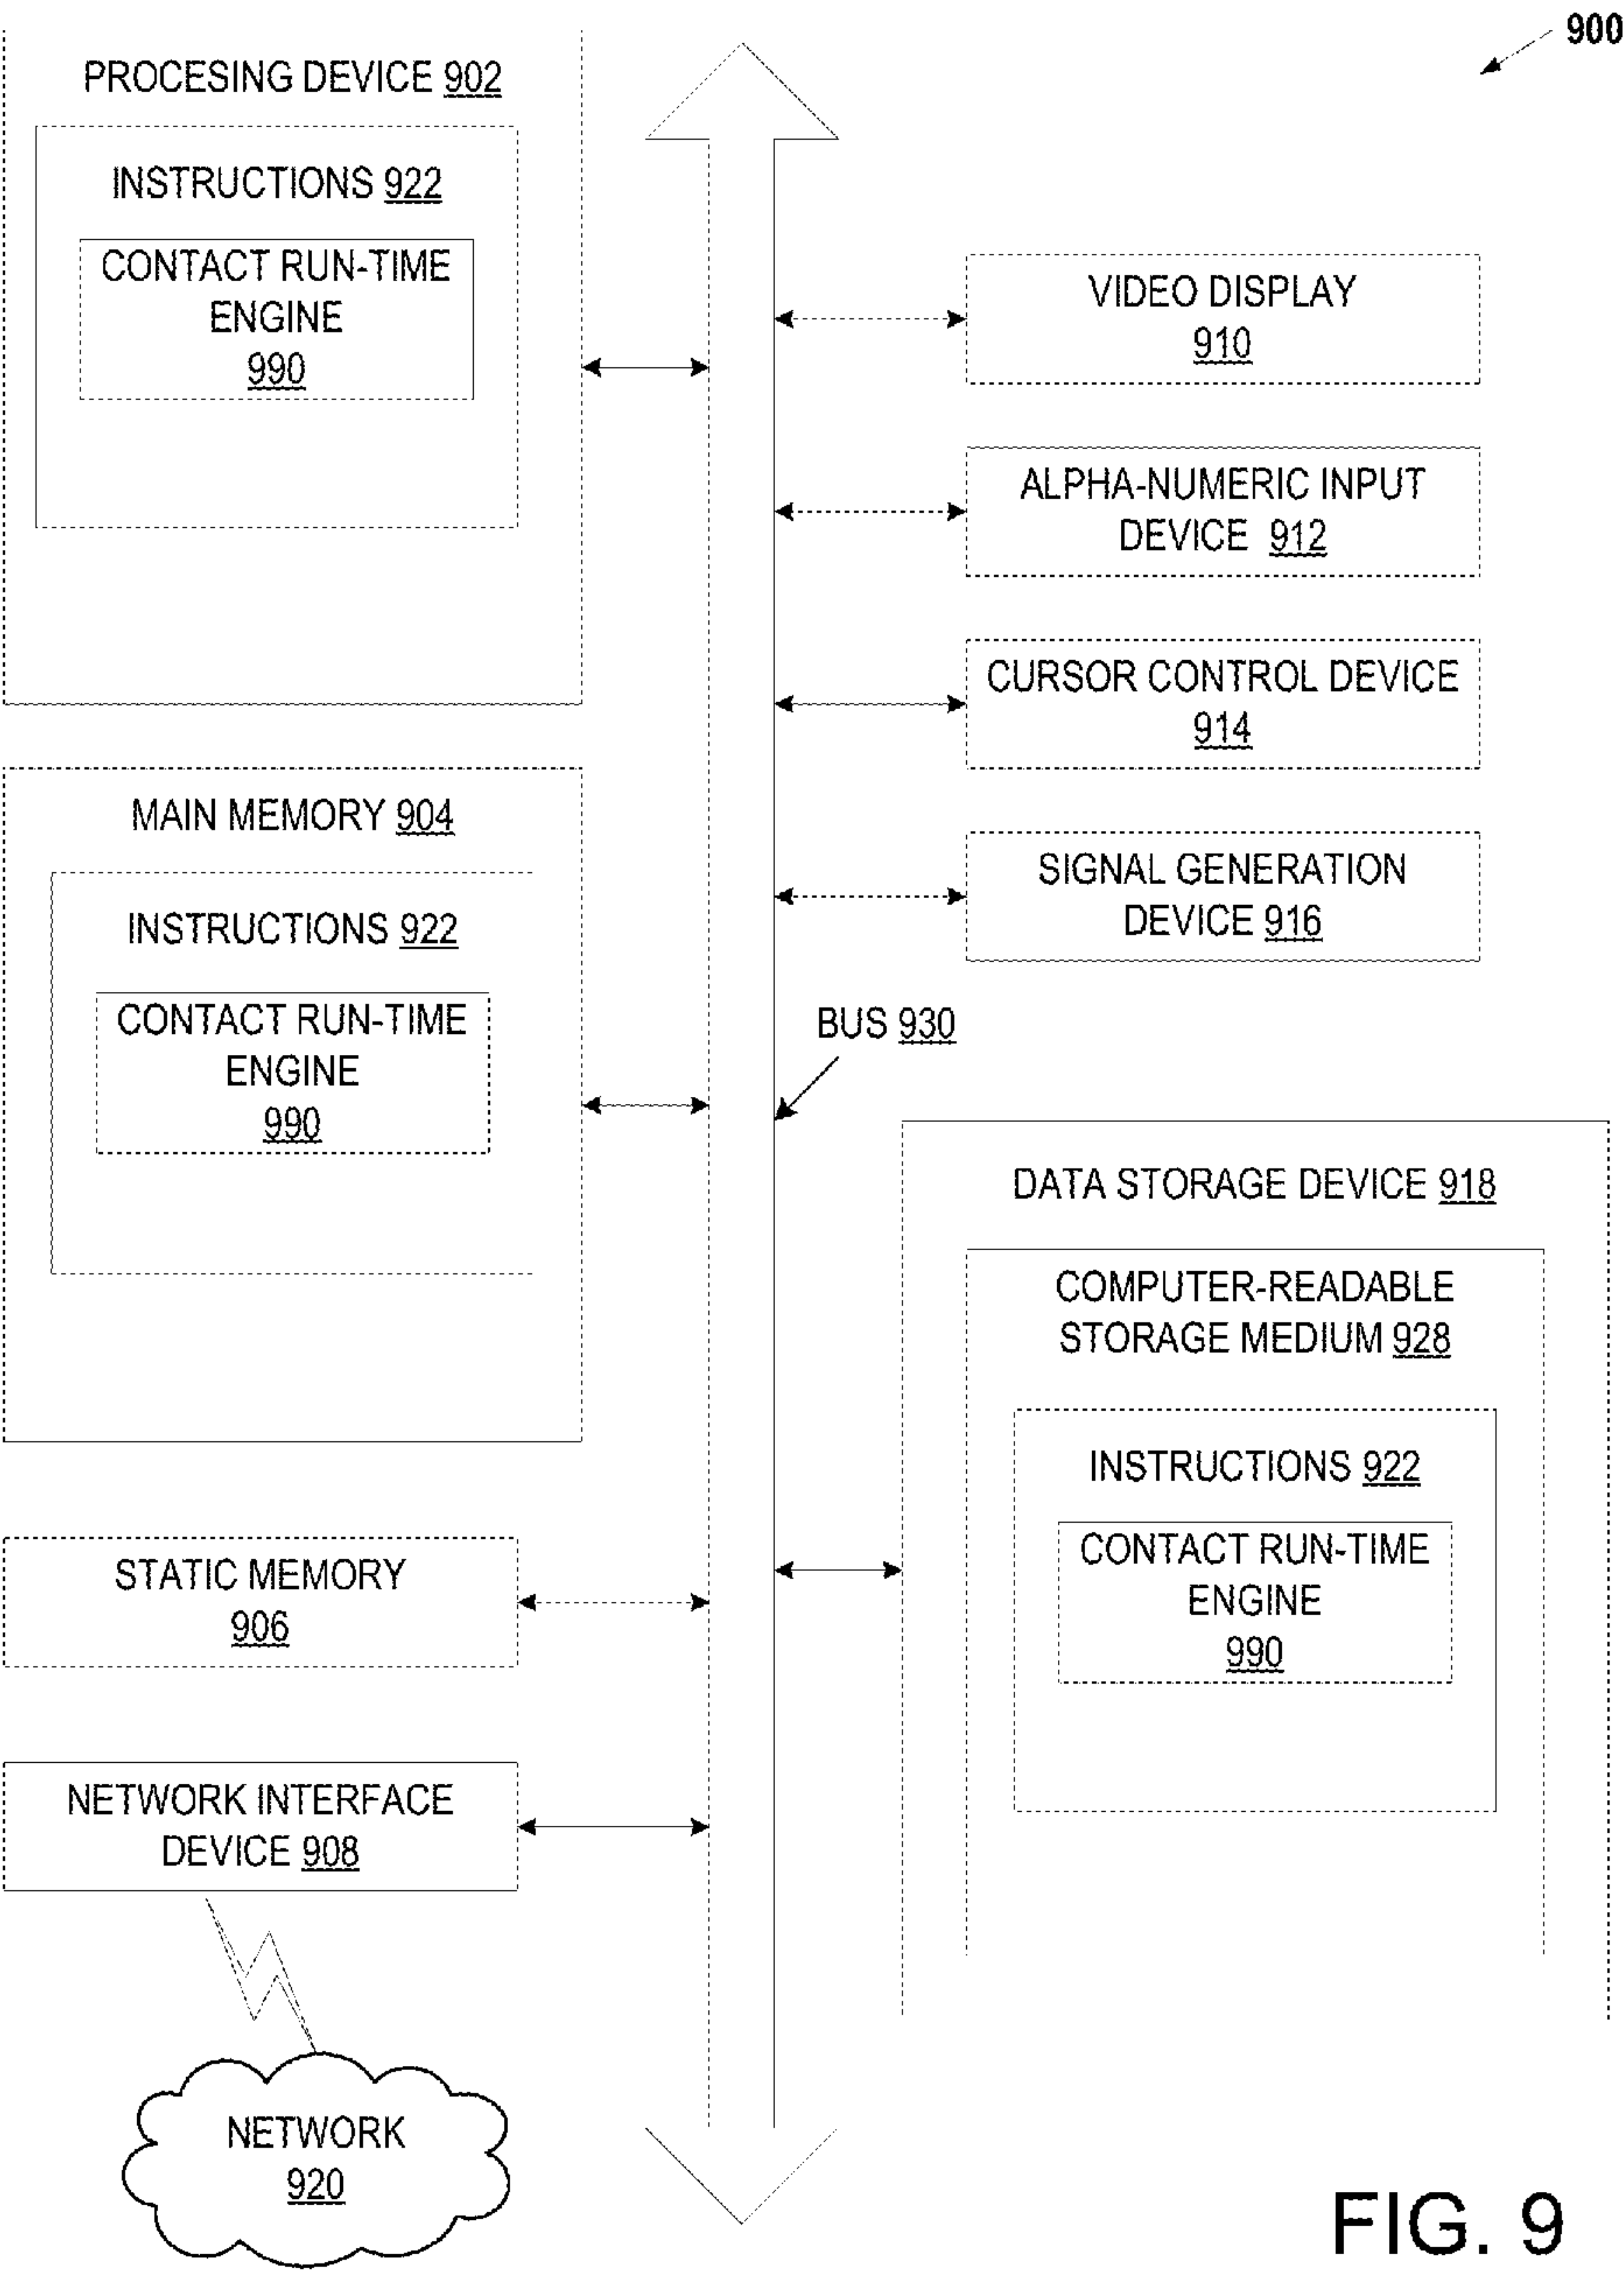 900
PROCESING DEVICE 902
INSTRUCTIONS 922
CONTACT RUN-TIME
ENGINE
990
MAIN MEMORY 904
INSTRUCTIONS 922
CONTACT RUN-TIME
ENGINE
990
STATIC MEMORY
906
NETWORK INTERFACE
DEVICE 908
NETWORK
920
VIDEO DISPLAY
910
ALPHA-NUMERIC INPUT
DEVICE 912
CURSOR CONTROL DEVICE
914
SIGNAL GENERATION
DEVICE 916
BUS 930
DATA STORAGE DEVICE 918
COMPUTER-READABLE
STORAGE MEDIUM 928
INSTRUCTIONS 922
CONTACT RUN-TIME
ENGINE
990
FIG. 9